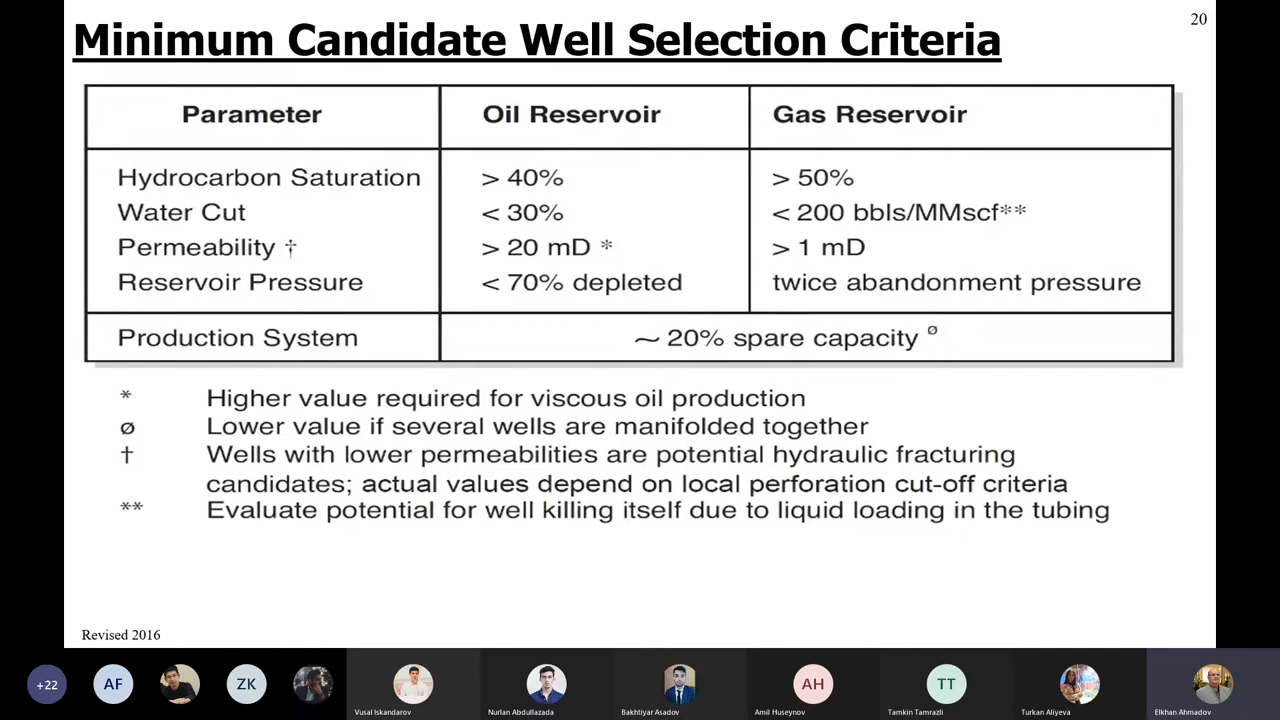 20
Minimum Candidate Well Selection Criteria
Parameter Oil Reservoir Gas Reservoir
Hydrocarbon Saturation > 40% > 50%
Water Cut < 30% < 200 bbls/MMscf**
Permeability † > 20 mD * > 1 mD
Reservoir Pressure < 70% depleted twice abandonment pressure
Production System ~ 20% spare capacity ø
* Higher value required for viscous oil production
ø Lower value if several wells are manifolded together
† Wells with lower permeabilities are potential hydraulic fracturing
candidates; actual values depend on local perforation cut-off criteria
** Evaluate potential for well killing itself due to liquid loading in the tubing
Revised 2016
+22 AF ZK AH TT
Vusal Iskandarov Nurlan Abdullazada Bakhtiyar Asadov Amil Huseynov Tamkin Tamrazli Turkan Aliyeva Elkhan Ahmadov